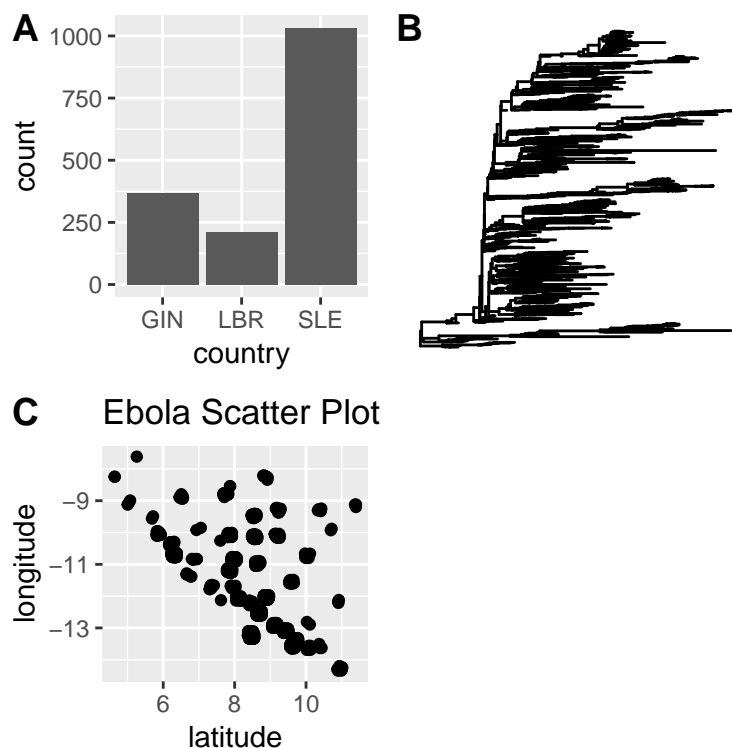 A
1000
750
500
250
0
count
GIN LBR SLE
country
B
C
Ebola Scatter Plot
−9
−11
−13
longitude
6 8 10
latitude